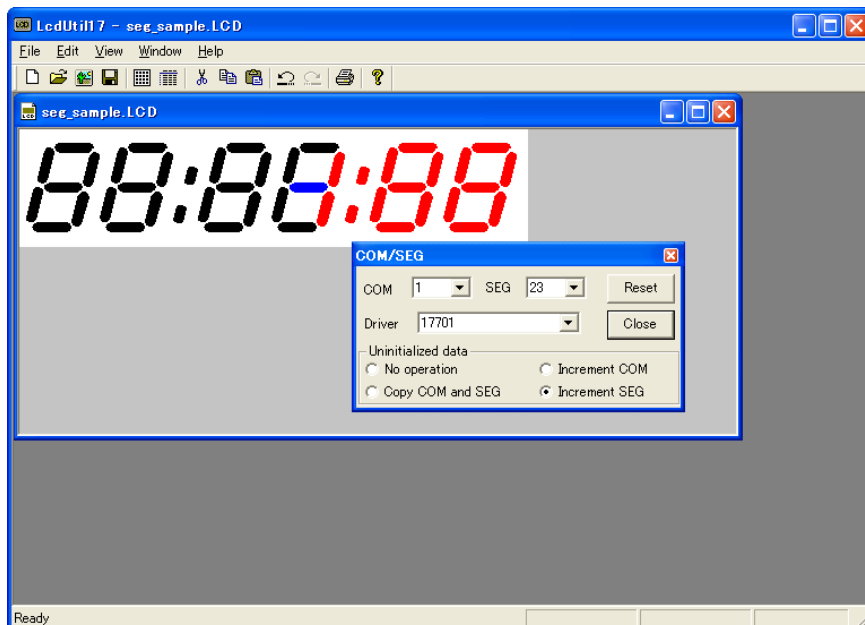 LcdUtil17 - seg_sample.LCD
File Edit View Window Help
seg_sample.LCD
88:88:88
COM/SEG
COM 1 SEG 23 Reset
Driver 17701 Close
Uninitialized data
No operation Increment COM
Copy COM and SEG Increment SEG
Ready